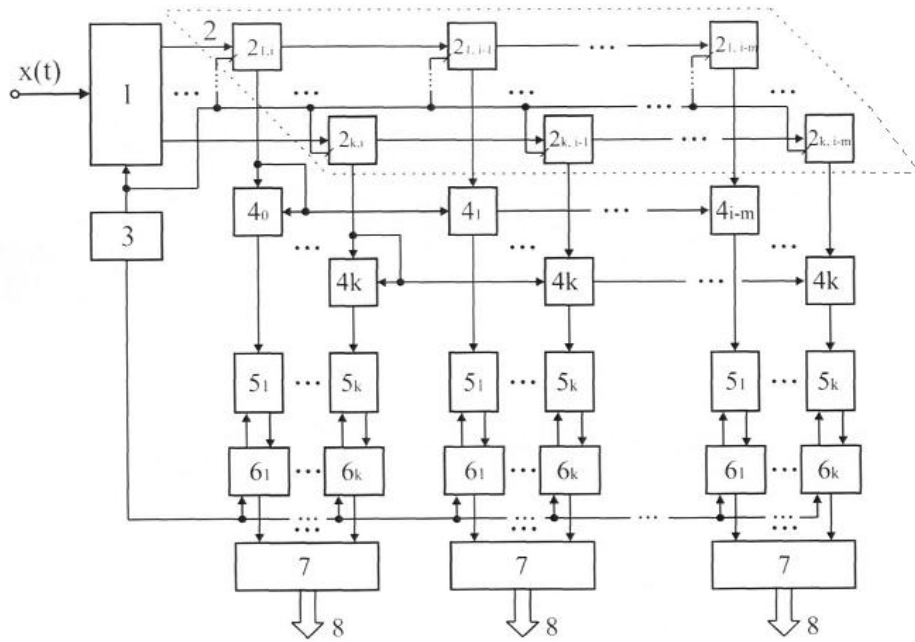 2 2₁,ᵢ 2₁,ᵢ₋₁ ... 2₁, ᵢ₋ₘ
x(t) 1 ... ... ... ... ...
2ₖ,ᵢ ... 2ₖ, ᵢ₋₁ ... 2ₖ, ᵢ₋ₘ
3 4₀ 4₁ ... 4ᵢ₋ₘ
... ... ...
4k 4k ... 4k
5₁ ... 5ₖ 5₁ ... 5ₖ 5₁ ... 5ₖ
6₁ ... 6ₖ 6₁ ... 6ₖ 6₁ ... 6ₖ
... ... ... ...
7 7 7
8 8 8